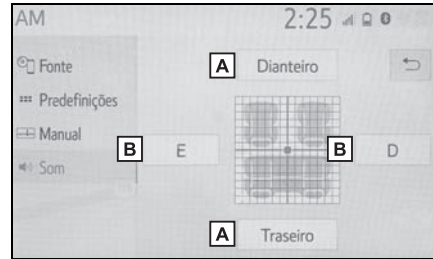 AM 2:25
Fonte
A Dianteiro
Predefinições
Manual
B E B D
Som
A Traseiro